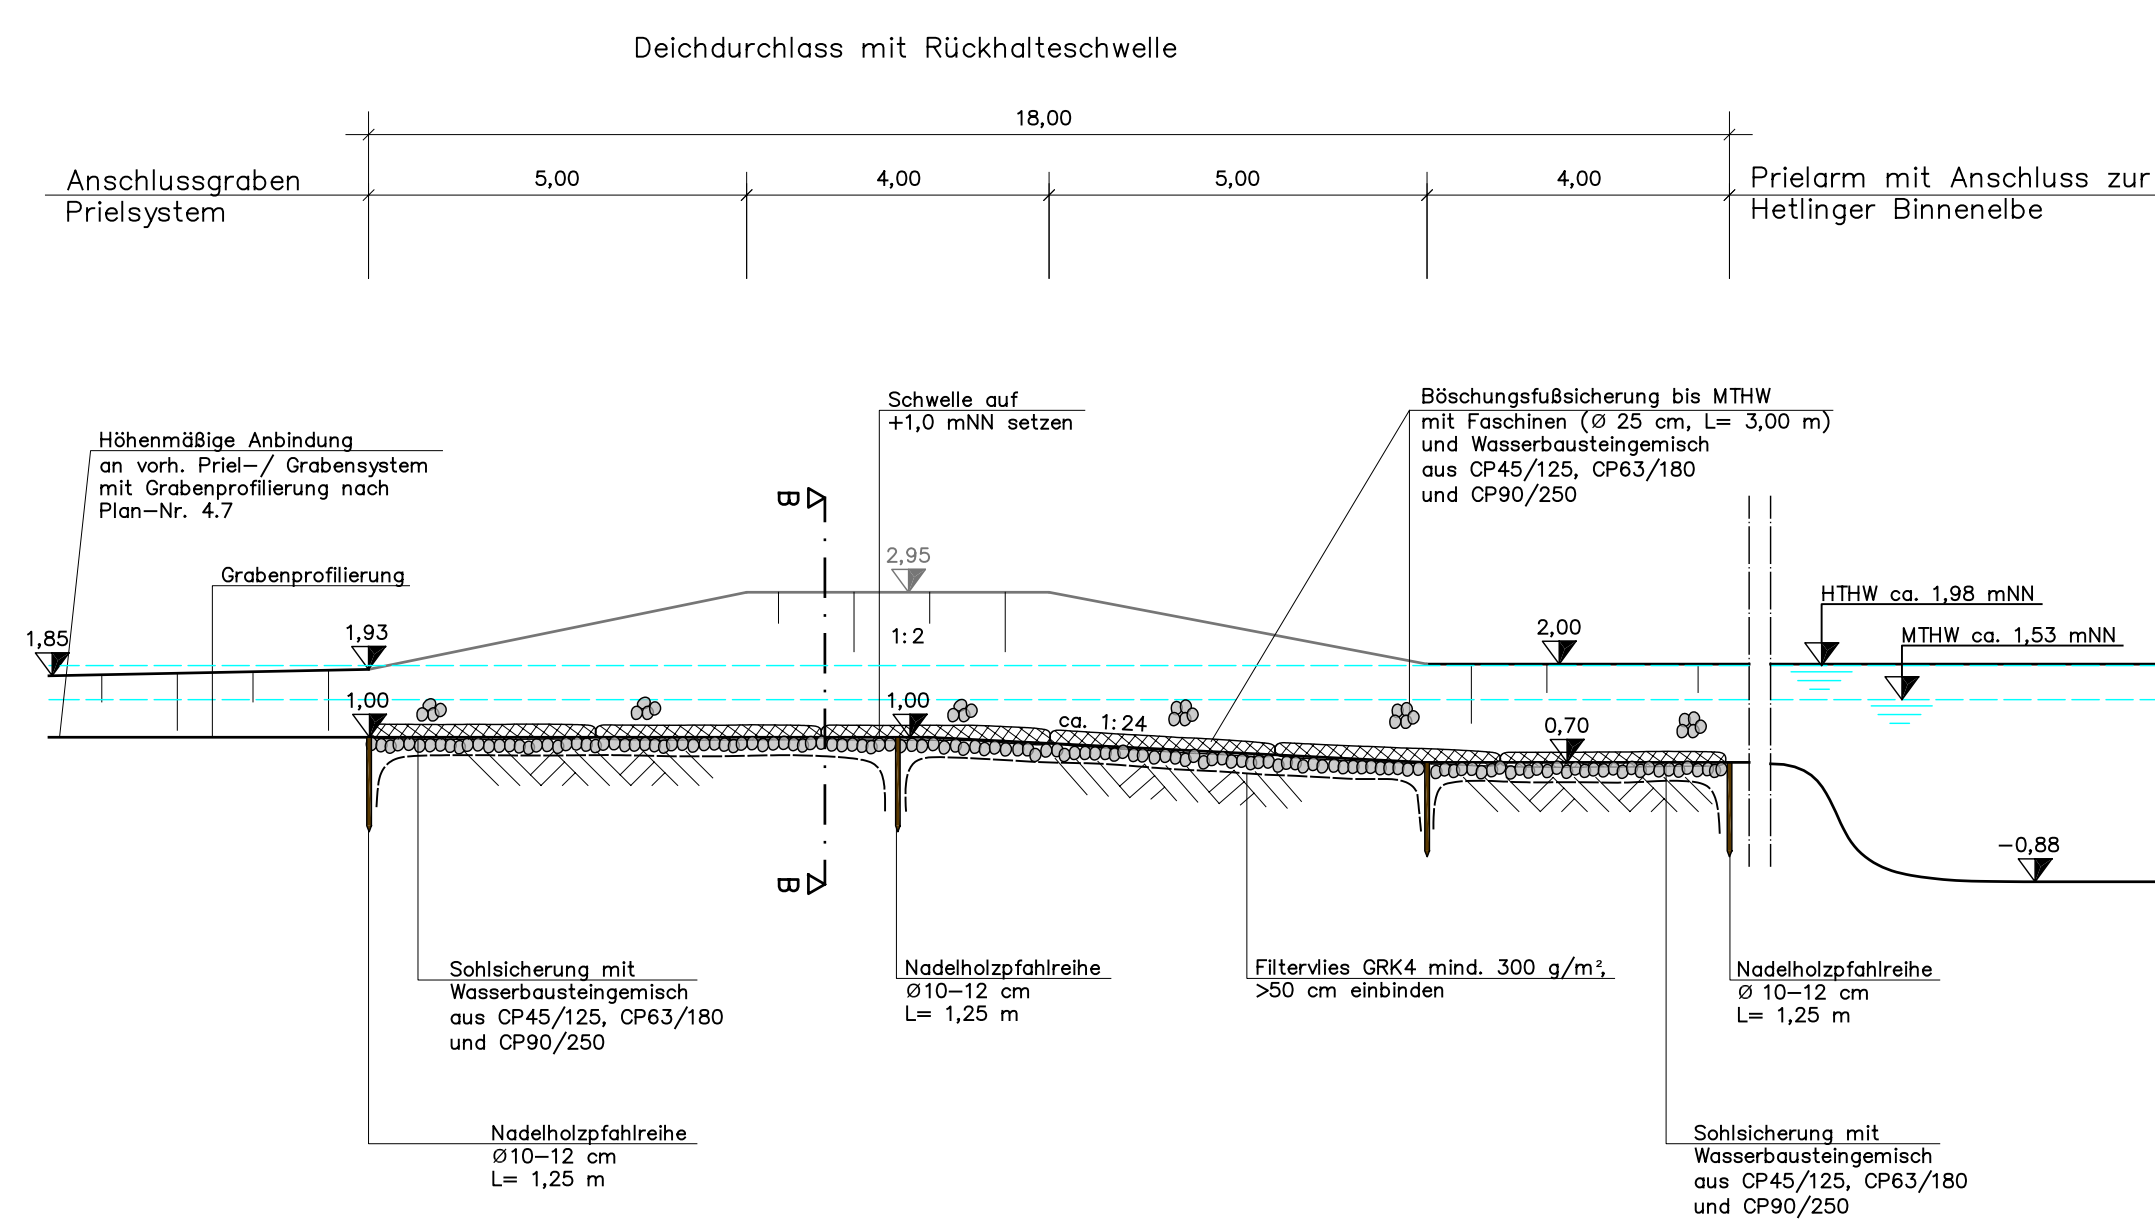 Deichdurchlass mit Rückhalteschwelle
18,00
Anschlussgraben
Prielsystem
5,00
4,00
5,00
4,00
Prielarm mit Anschluss zur
Hetlinger Binnenelbe
Schwelle auf
+1,0 mNN setzen
Böschungsfußsicherung bis MTHW
mit Faschinen (Ø 25 cm, L= 3,00 m)
und Wasserbausteingemisch
aus CP45/125, CP63/180
und CP90/250
Höhenmäßige Anbindung
an vorh. Priel-/ Grabensystem
mit Grabenprofilierung nach
Plan-Nr. 4.7
B
2,95
Grabenprofilierung
HTHW ca. 1,98 mNN
1,85
1,93
1:2
2,00
MTHW ca. 1,53 mNN
1,00
1,00
ca. 1:24
0,70
-0,88
B
Sohlsicherung mit
Wasserbausteingemisch
aus CP45/125, CP63/180
und CP90/250
Nadelholzpfahlreihe
Ø10-12 cm
L= 1,25 m
Filtervlies GRK4 mind. 300 g/m²,
>50 cm einbinden
Nadelholzpfahlreihe
Ø 10-12 cm
L= 1,25 m
Nadelholzpfahlreihe
Ø10-12 cm
L= 1,25 m
Sohlsicherung mit
Wasserbausteingemisch
aus CP45/125, CP63/180
und CP90/250